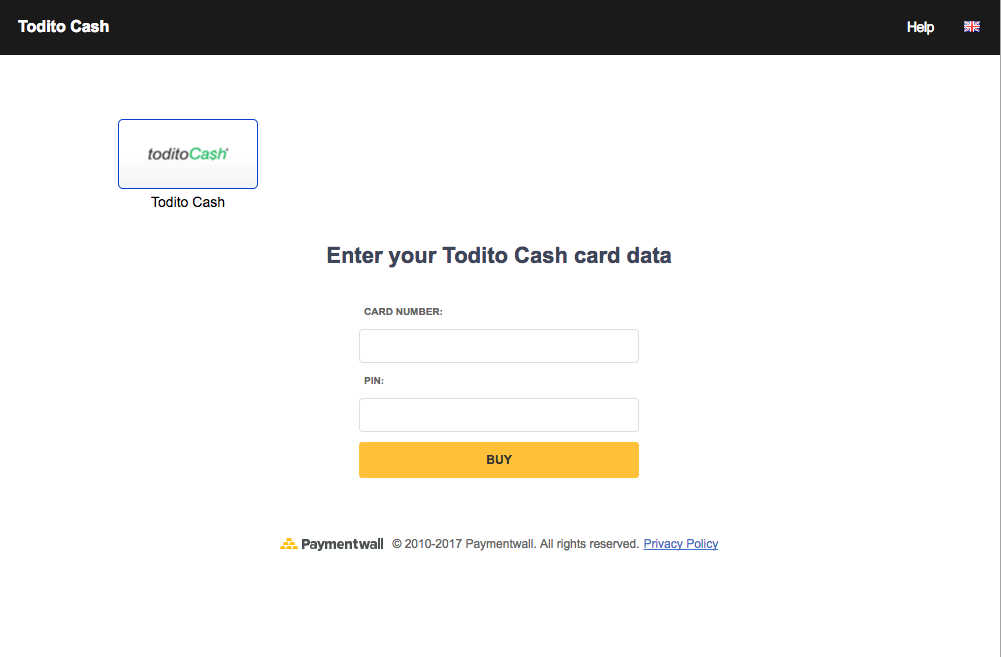 Todito Cash
Help
toditoCa$h
Todito Cash
Enter your Todito Cash card data
CARD NUMBER:
PIN:
BUY
Paymentwall © 2010-2017 Paymentwall. All rights reserved. Privacy Policy